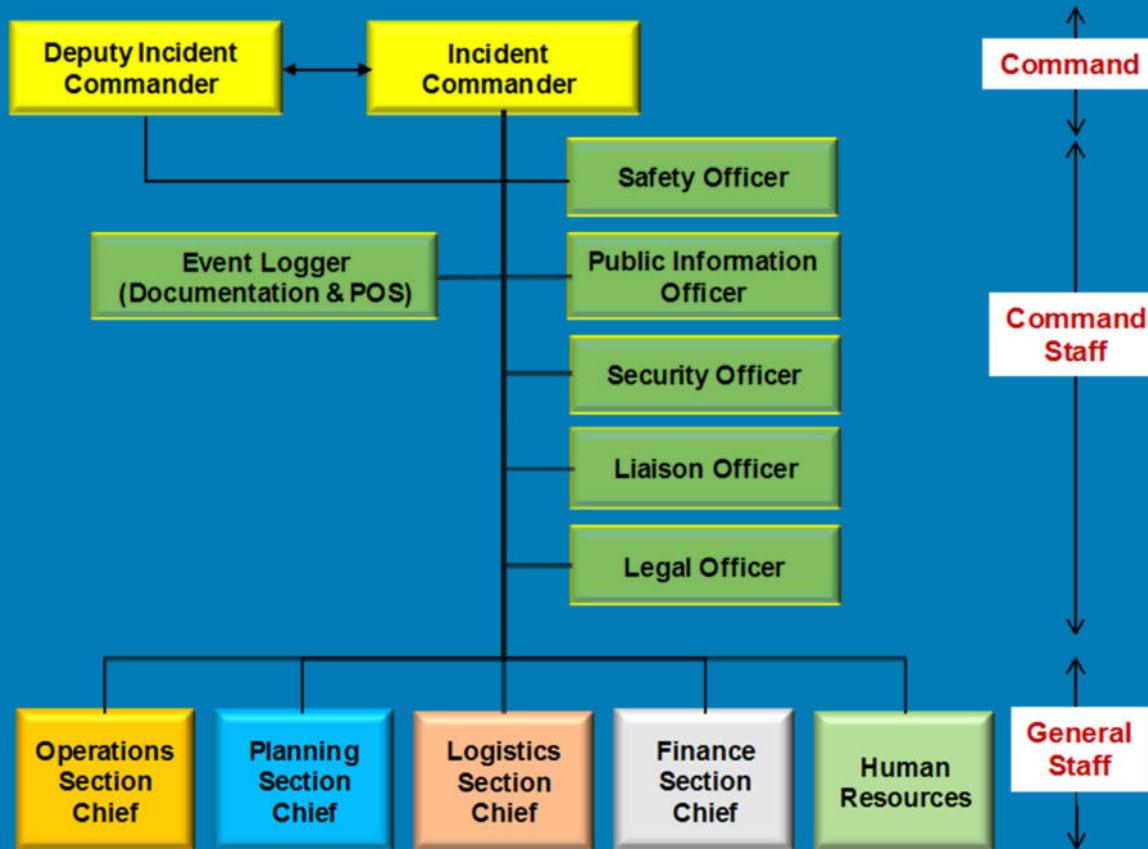 Deputy Incident
Commander
Incident
Commander
Command
Safety Officer
Event Logger
(Documentation & POS)
Public Information
Officer
Command
Staff
Security Officer
Liaison Officer
Legal Officer
Operations
Section
Chief
Planning
Section
Chief
Logistics
Section
Chief
Finance
Section
Chief
Human
Resources
General
Staff